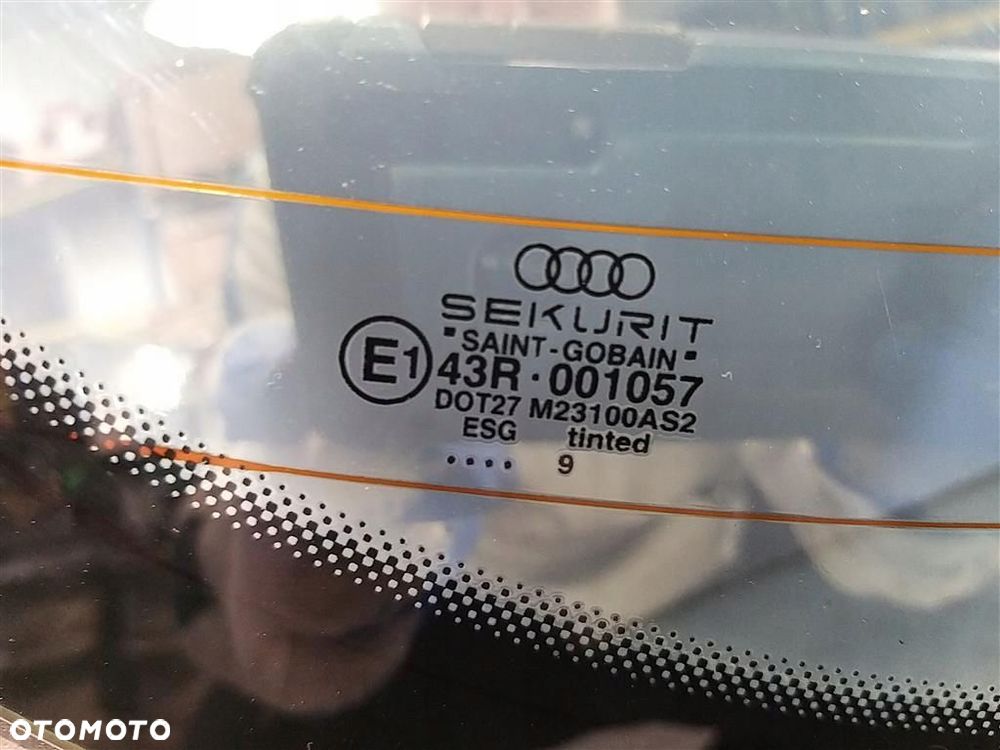 SEKURIT
SAINT-GOBAIN
E1 43R · 001057
DOT27 M23100AS2
ESG tinted
.... 9
OTOMOTO